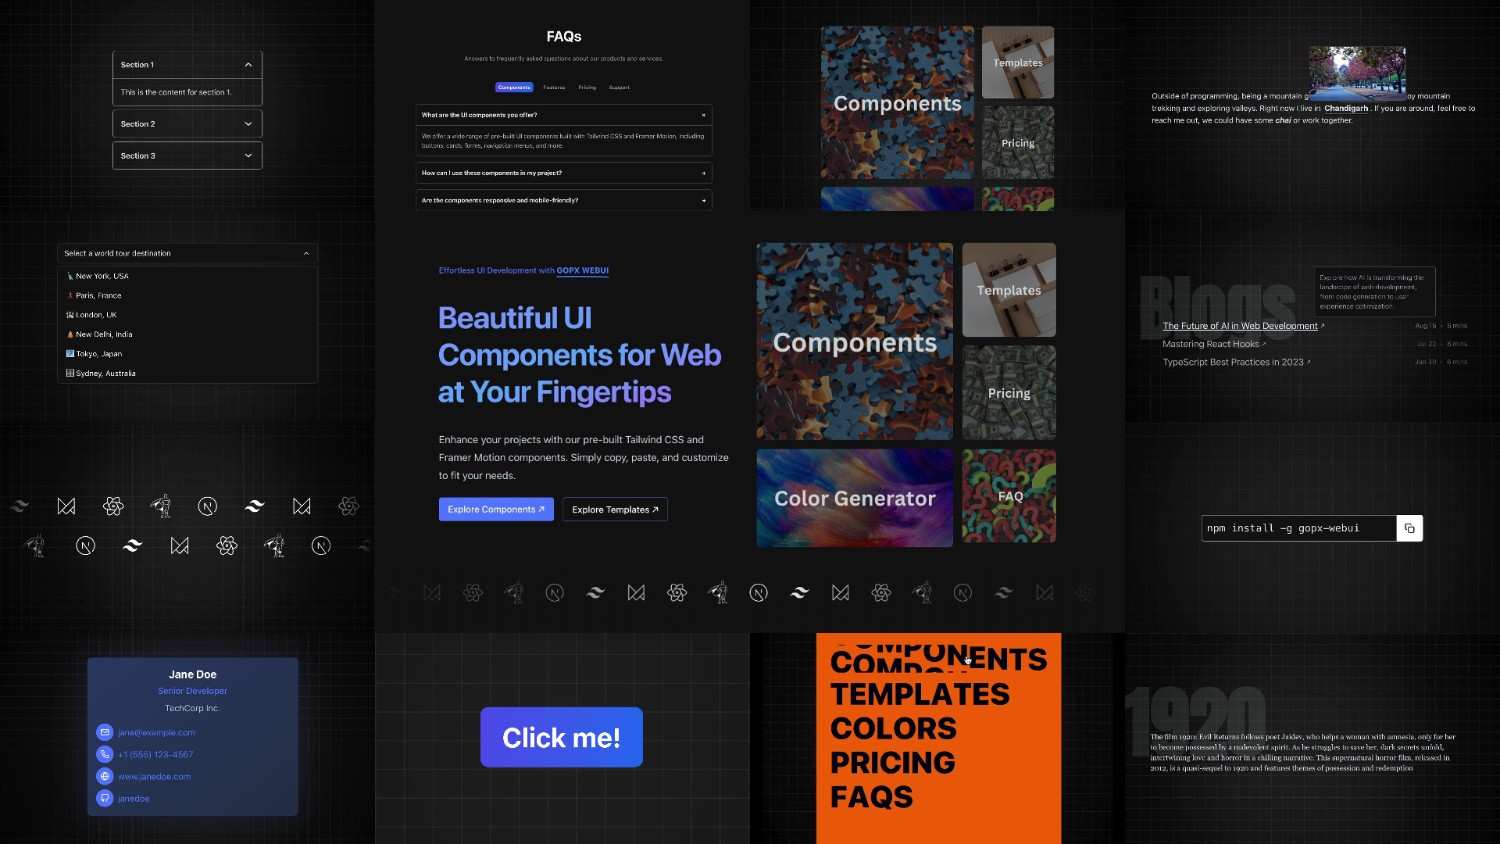 Section 1
This is the content for section 1.
Section 2
Section 3
FAQs
Answers to frequently asked questions about our products and services.
Components Features Pricing Support
What are the UI components you offer?
We offer a wide range of pre-built UI components built with Tailwind CSS and Framer Motion, including
buttons, cards, forms, navigation menus, and more.
How can I use these components in my project?
Are the components responsive and mobile-friendly?
Components
Templates
Pricing
Outside of programming, being a mountain mountain
trekking and exploring valleys. Right now I live in Chandigarh . If you are around, feel free to
reach me out, we could have some chai or work together.
Select a world tour destination
New York, USA
Paris, France
London, UK
New Delhi, India
Tokyo, Japan
Sydney, Australia
Effortless UI Development with GOPX WEBUI
Beautiful UI
Components for Web
at Your Fingertips
Enhance your projects with our pre-built Tailwind CSS and
Framer Motion components. Simply copy, paste, and customize
to fit your needs.
Explore Components ↗ Explore Templates ↗
Components
Templates
Pricing
Color Generator
FAQ
Blogs
Explore how AI is transforming the
landscape of web development,
from code generation to user
experience optimization.
The Future of AI in Web Development ↗ Aug 15 • 5 mins
Mastering React Hooks ↗ Jul 22 • 6 mins
TypeScript Best Practices in 2023 ↗ Jun 30 • 6 mins
npm install -g gopx-webui
Jane Doe
Senior Developer
TechCorp Inc.
jane@example.com
+1 (555) 123-4567
www.janedoe.com
janedoe
Click me!
COMPONENTS
TEMPLATES
COLORS
PRICING
FAQS
1920
The film 1920: Evil Returns follows poet Jaidev, who helps a woman with amnesia, only for her
to become possessed by a malevolent spirit. As he struggles to save her, dark secrets unfold,
intertwining love and horror in a chilling narrative. This supernatural horror film, released in
2012, is a quasi-sequel to 1920 and features themes of possession and redemption